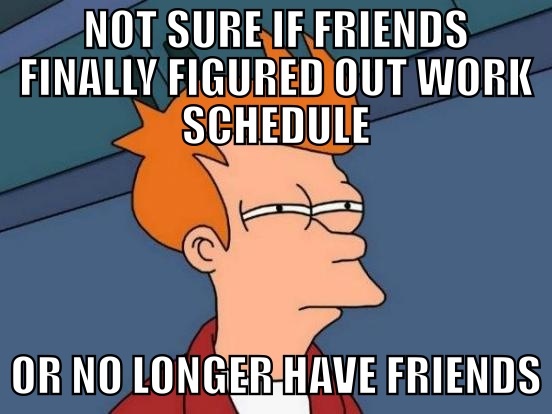 NOT SURE IF FRIENDS
FINALLY FIGURED OUT WORK
SCHEDULE
OR NO LONGER HAVE FRIENDS